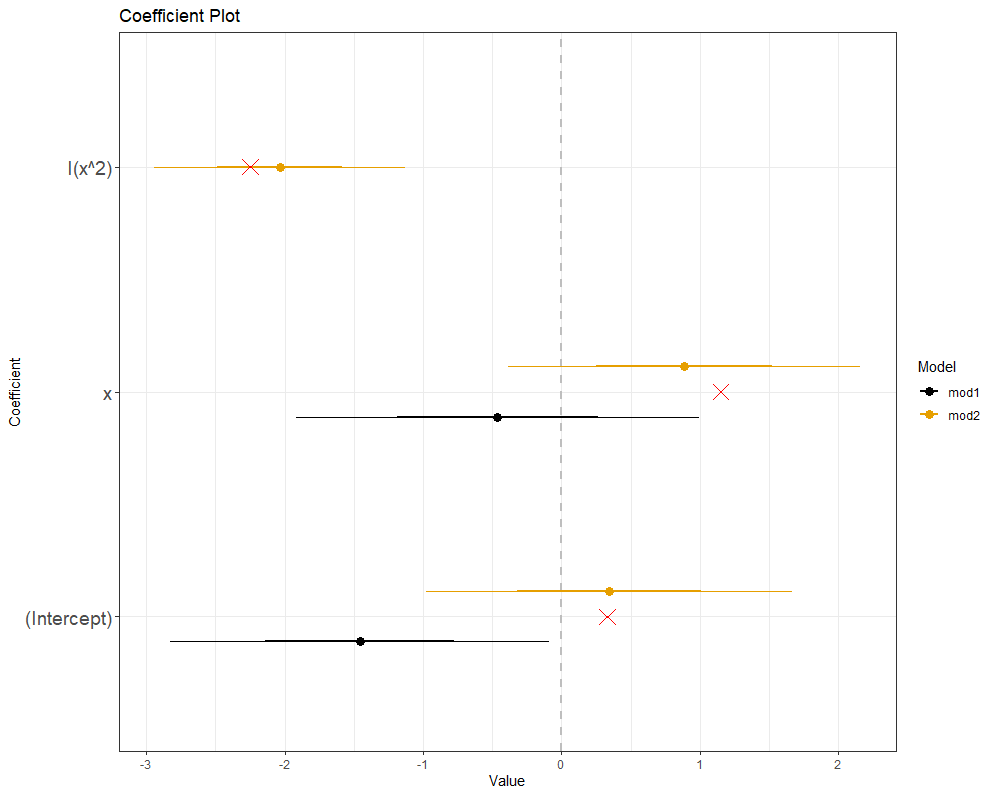 Coefficient Plot
I(x^2)
x
(Intercept)
Coefficient
-3 -2 -1 0 1 2
Value
Model
mod1
mod2